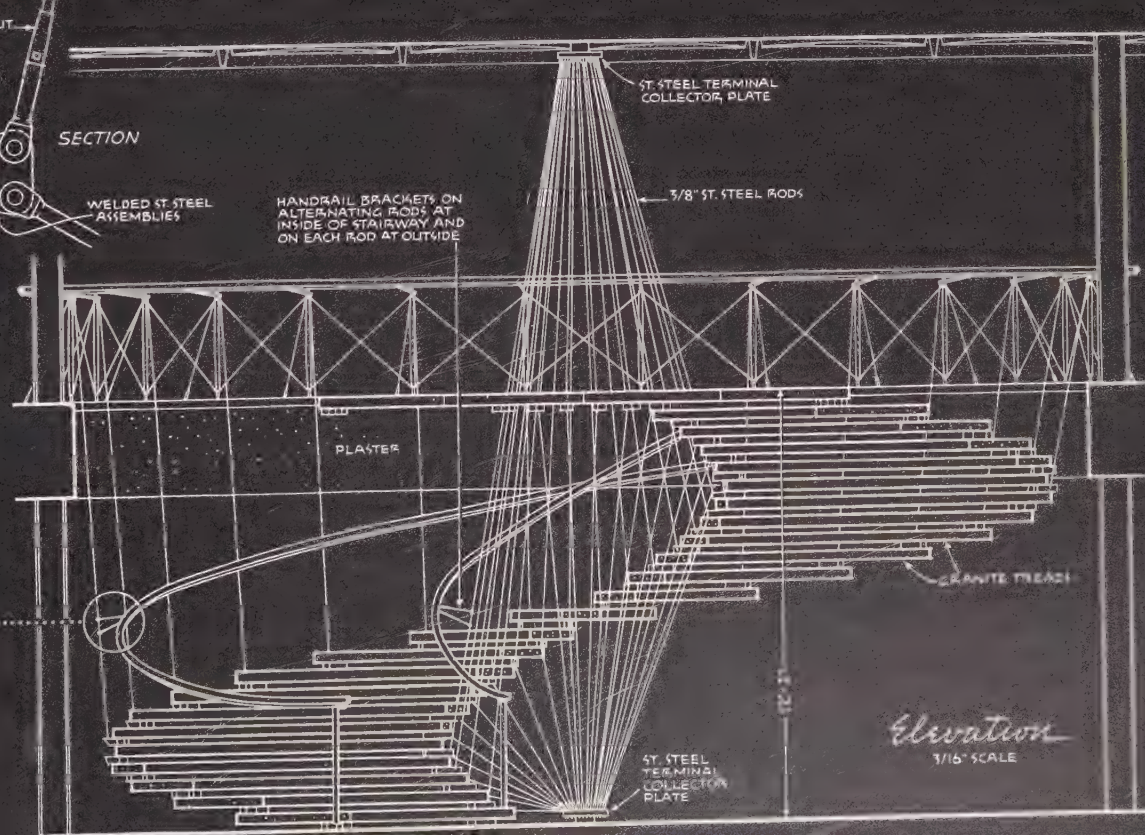 SECTION
WELDED ST. STEEL
ASSEMBLIES
ST. STEEL TERMINAL
COLLECTOR PLATE
3/8" ST. STEEL RODS
HANDRAIL BRACKETS ON
ALTERNATING RODS AT
INSIDE OF STAIRWAY AND
ON EACH ROD AT OUTSIDE
PLASTER
GRANITE TREADS
ST. STEEL
TERMINAL
COLLECTOR
PLATE
Elevation
3/16" SCALE